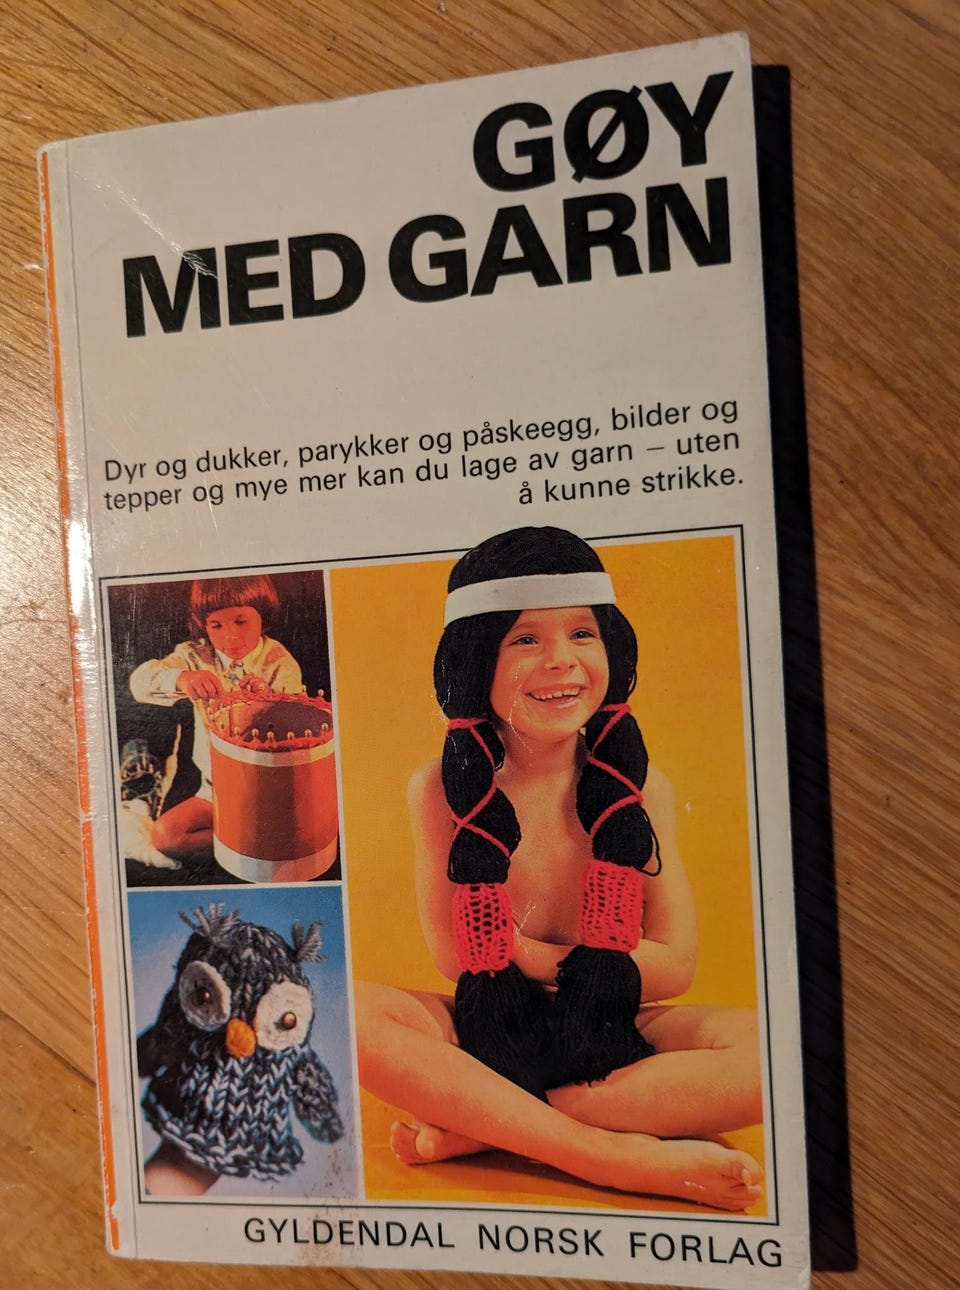 GØY
MED GARN
Dyr og dukker, parykker og påskeegg, bilder og
tepper og mye mer kan du lage av garn – uten
å kunne strikke.
GYLDENDAL NORSK FORLAG